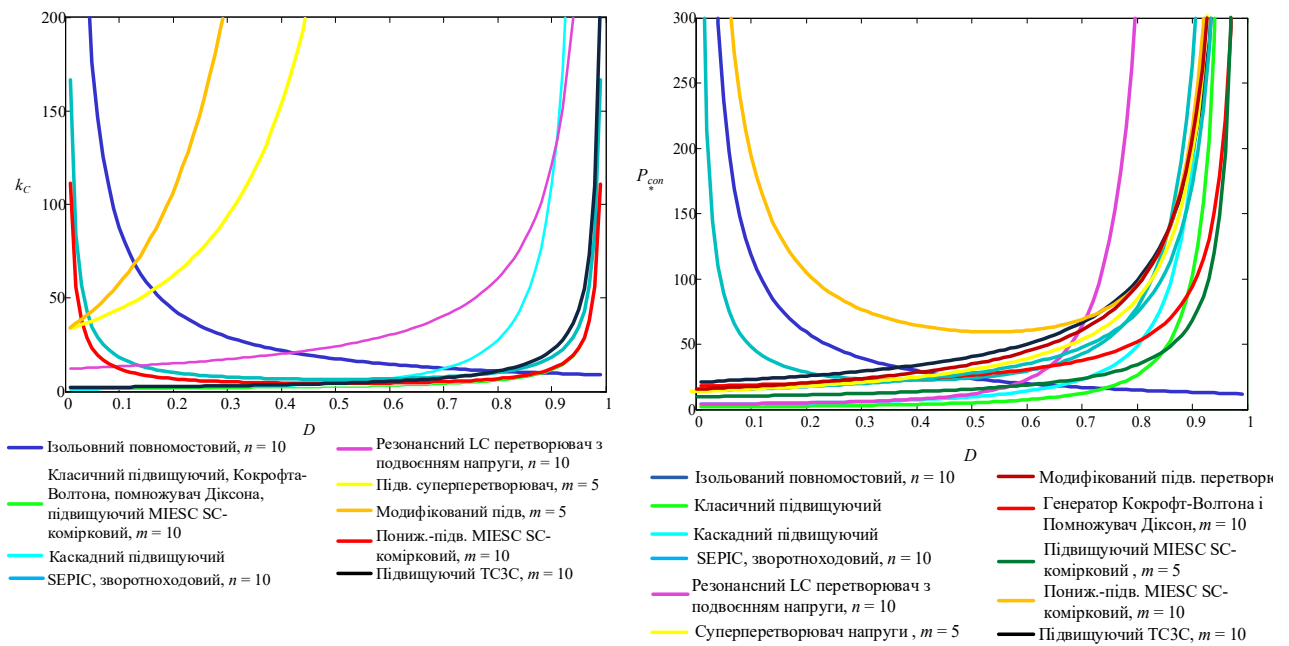 200
150
k_C
100
50
0
0 0.1 0.2 0.3 0.4 0.5 0.6 0.7 0.8 0.9 1
D
Ізольовний повномостовий, n = 10
Класичний підвищуючий, Кокрофта-
Волтона, помножувач Діксона,
підвищуючий MIESC SC-
комірковий, m = 10
Каскадний підвищуючий
SEPIC, зворотноходовий, n = 10
Резонансний LC перетворювач з
подвоєнням напруги, n = 10
Підв. суперперетворювач, m = 5
Модифікований підв, m = 5
Пониж.-підв. MIESC SC-
комірковий, m = 10
Підвищуючий ТСЗС, m = 10
300
250
200
P_*^con
150
100
50
0
0 0.1 0.2 0.3 0.4 0.5 0.6 0.7 0.8 0.9 1
D
Ізольований повномостовий, n = 10
Класичний підвищуючий
Каскадний підвищуючий
SEPIC, зворотноходовий, n = 10
Резонансний LC перетворювач з
подвоєнням напруги, n = 10
Суперперетворювач напруги , m = 5
Модифікований підв. перетворю
Генератор Кокрофт-Волтона і
Помножувач Діксон, m = 10
Підвищуючий MIESC SC-
комірковий , m = 5
Пониж.-підв. MIESC SC-
комірковий, m = 10
Підвищуючий ТСЗС, m = 10